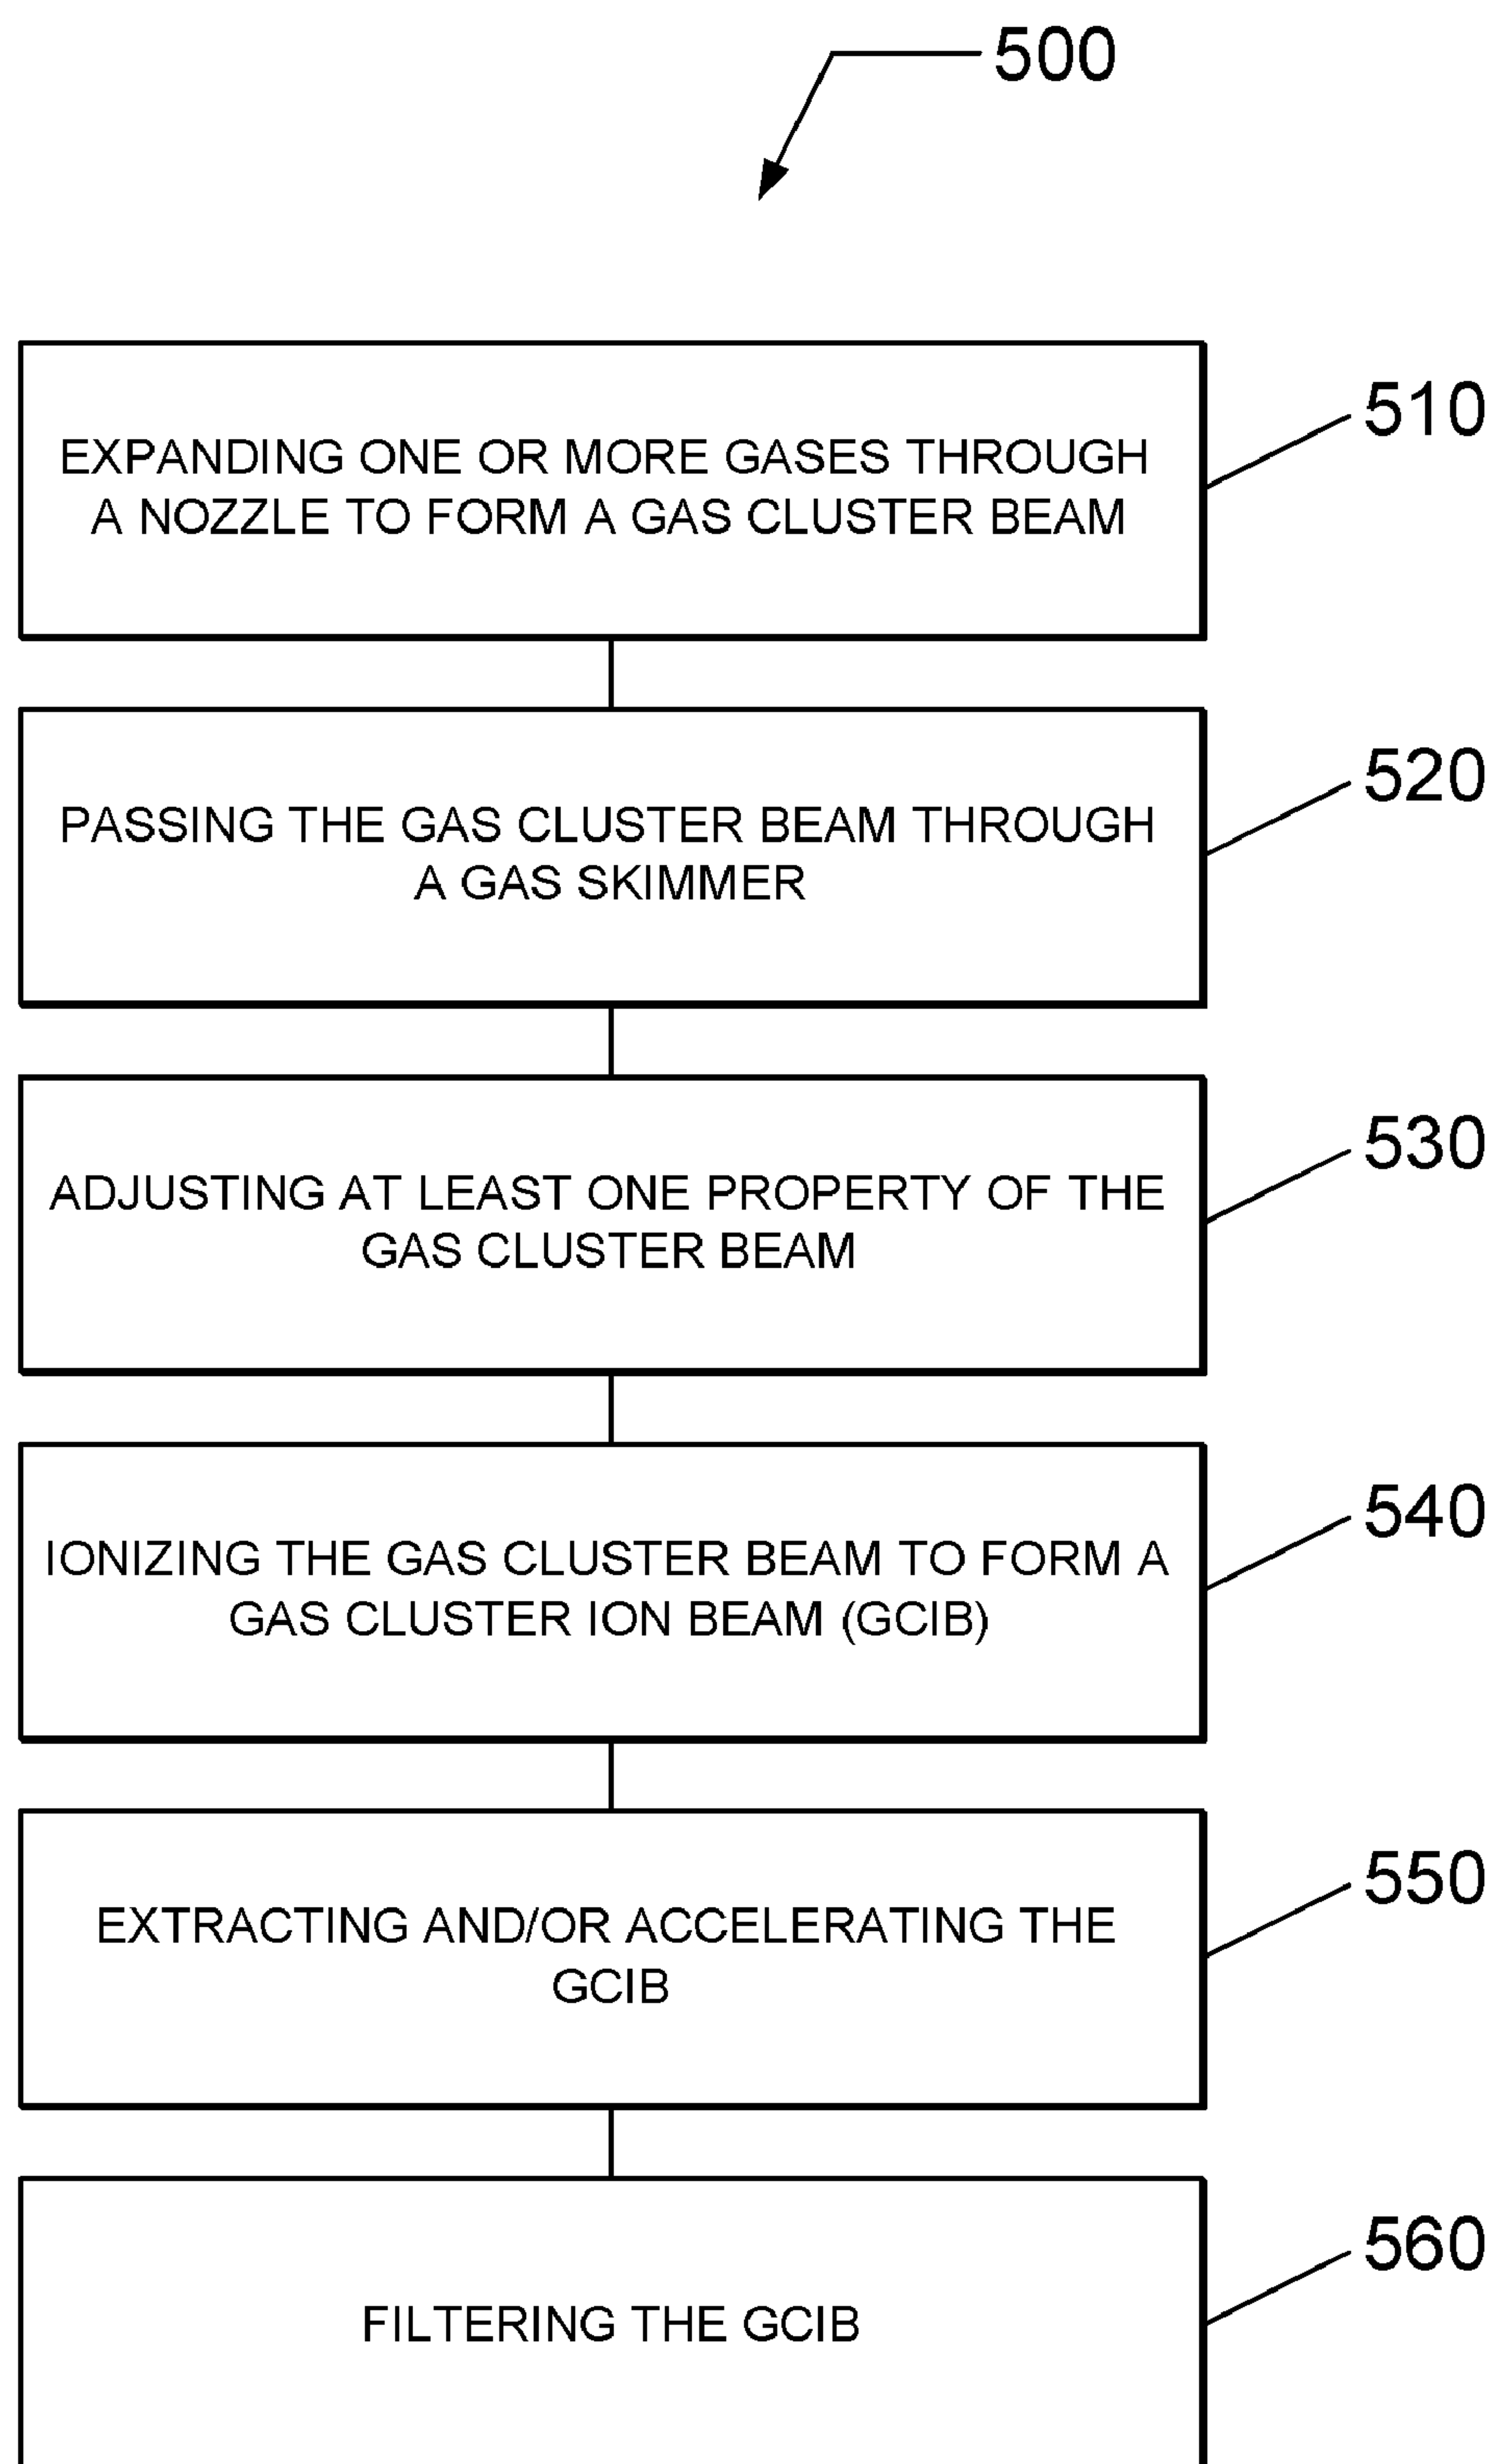 500
EXPANDING ONE OR MORE GASES THROUGH
A NOZZLE TO FORM A GAS CLUSTER BEAM
510
PASSING THE GAS CLUSTER BEAM THROUGH
A GAS SKIMMER
520
ADJUSTING AT LEAST ONE PROPERTY OF THE
GAS CLUSTER BEAM
530
IONIZING THE GAS CLUSTER BEAM TO FORM A
GAS CLUSTER ION BEAM (GCIB)
540
EXTRACTING AND/OR ACCELERATING THE
GCIB
550
FILTERING THE GCIB
560